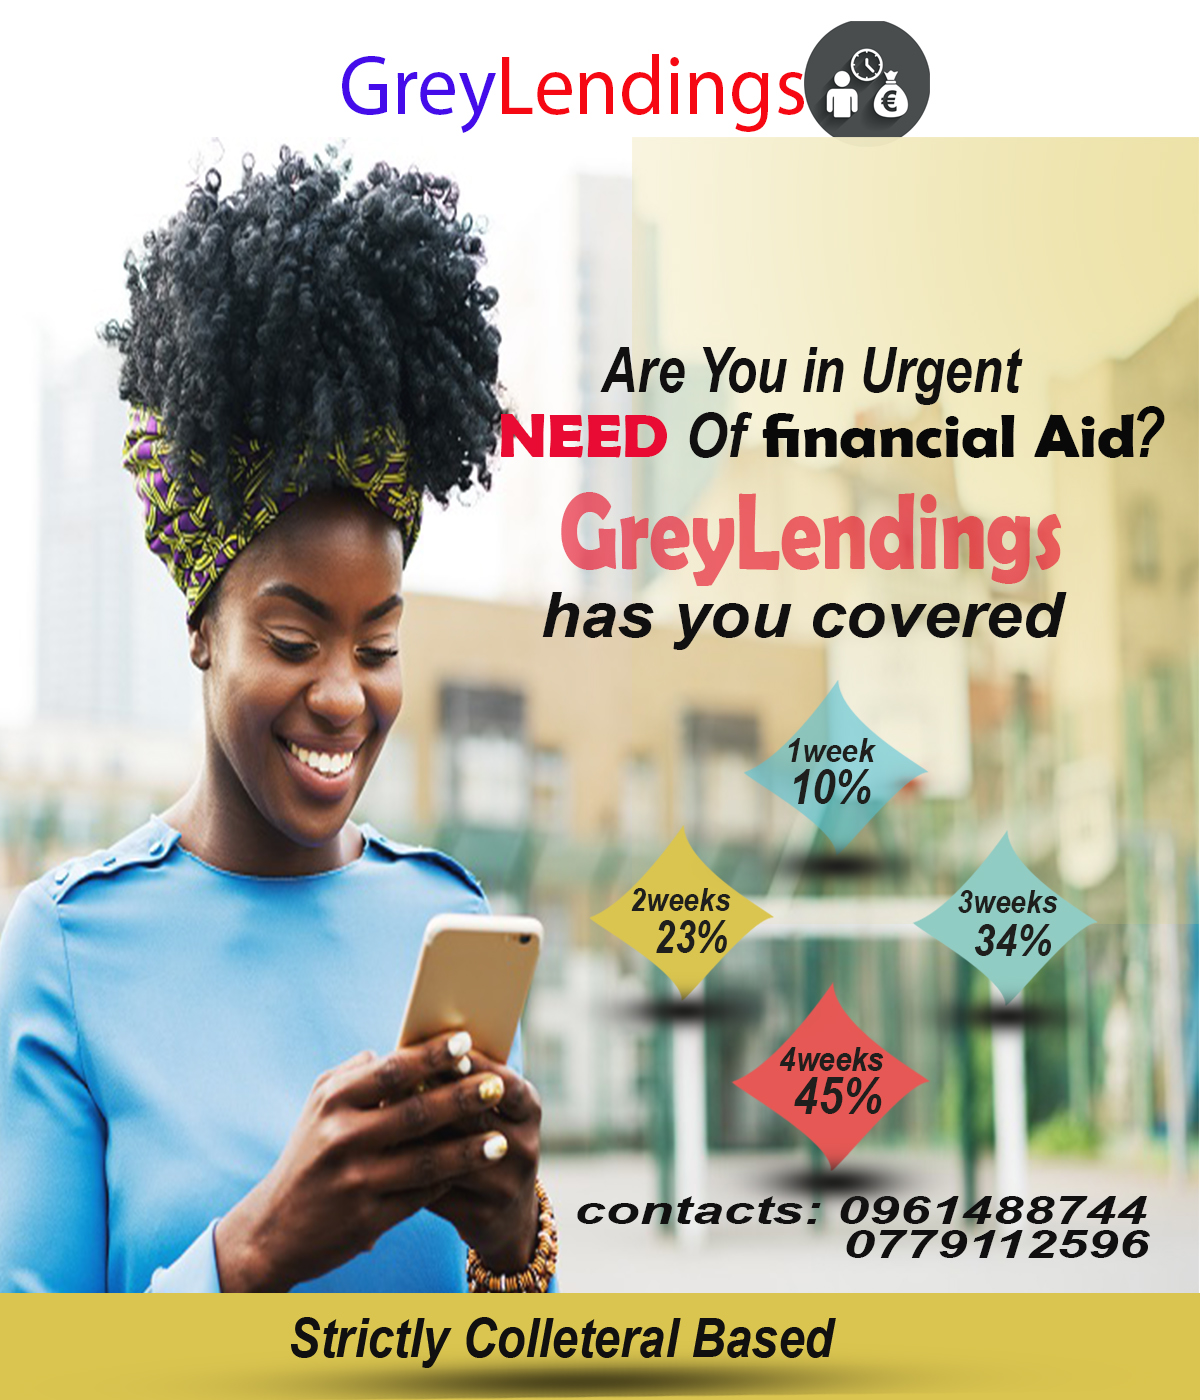 GreyLendings
€
Are You in Urgent
NEED Of financial Aid?
GreyLendings
has you covered
1week
10%
2weeks
23%
3weeks
34%
4weeks
45%
contacts: 0961488744
0779112596
Strictly Colleteral Based